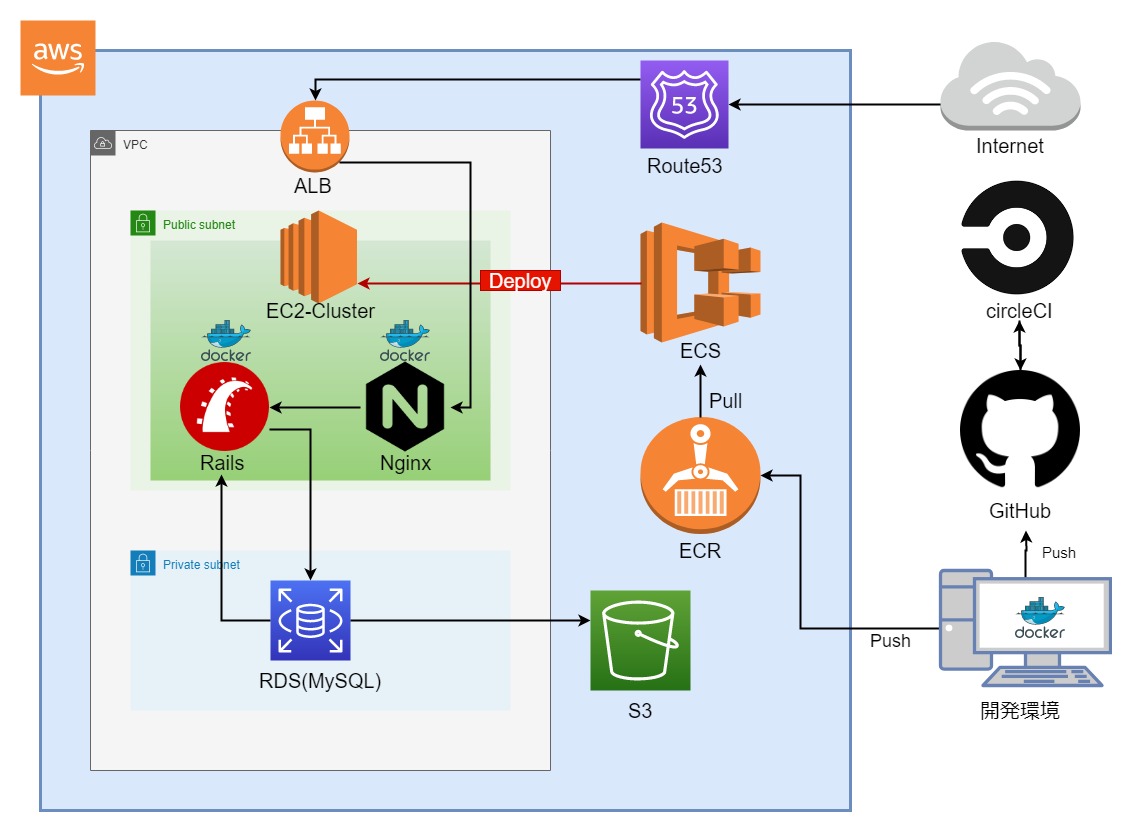 aws
53
Internet
Route53
VPC
ALB
Public subnet
circleCI
Deploy
EC2-Cluster
docker
docker
ECS
Pull
Rails
Nginx
GitHub
ECR
Push
Private subnet
docker
Push
RDS(MySQL)
S3
開発環境